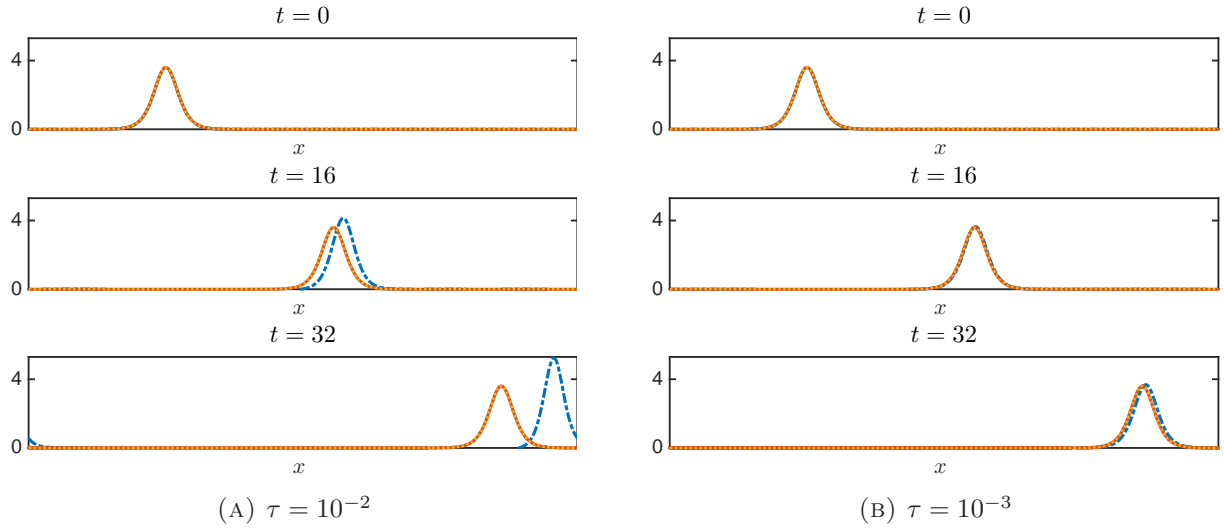 t = 0
4
0
x
t = 16
4
0
x
t = 32
4
0
x
(A) τ = 10⁻²
t = 0
4
0
x
t = 16
4
0
x
t = 32
4
0
x
(B) τ = 10⁻³